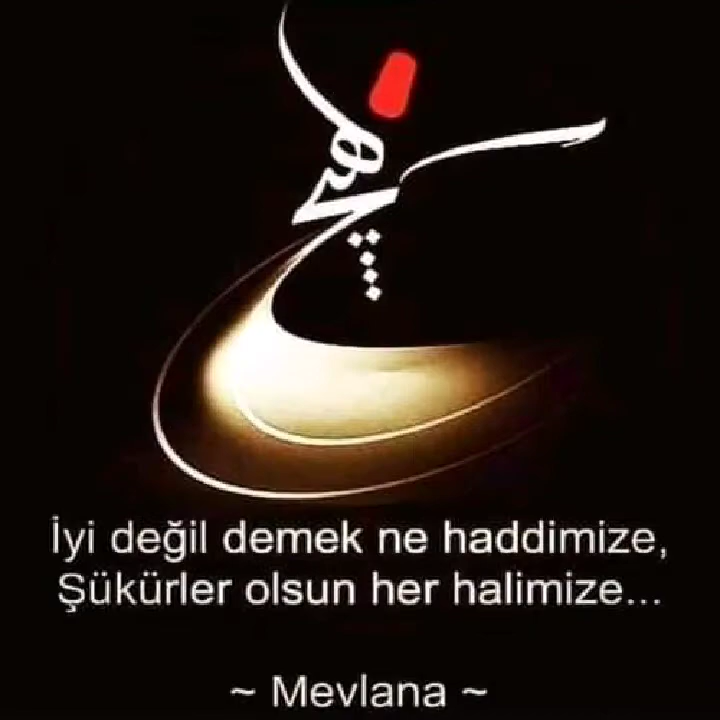 İyi değil demek ne haddimize,
Şükürler olsun her halimize...
~ Mevlana ~